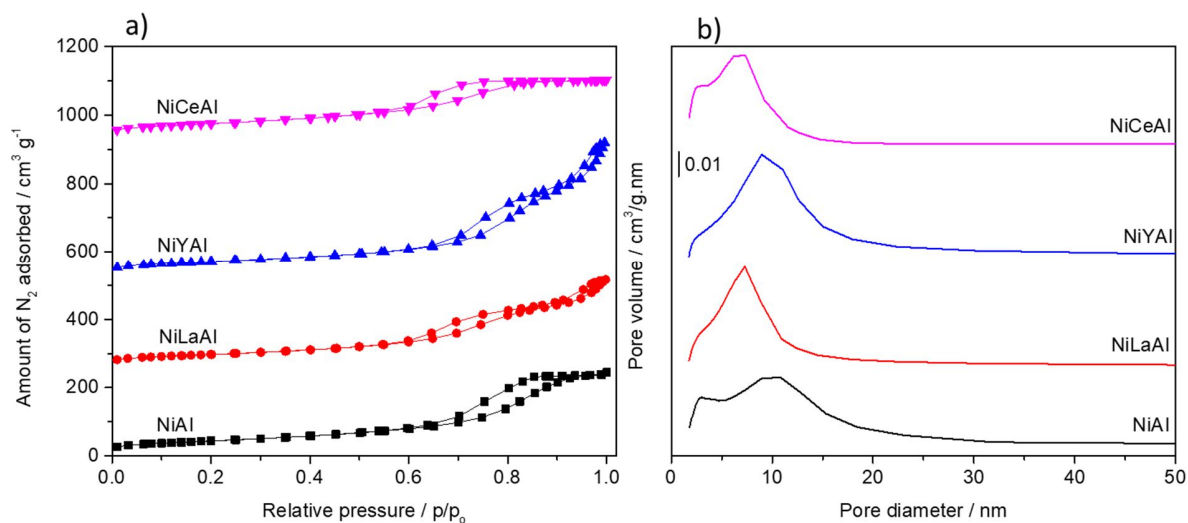 a)
1200
1000
800
600
400
200
0
NiCeAl
NiYAl
NiLaAl
NiAl
0.0 0.2 0.4 0.6 0.8 1.0
Relative pressure / p/p₀
Amount of N₂ adsorbed / cm³ g⁻¹
b)
NiCeAl
0.01
NiYAl
NiLaAl
NiAl
0 10 20 30 40 50
Pore diameter / nm
Pore volume / cm³/g.nm